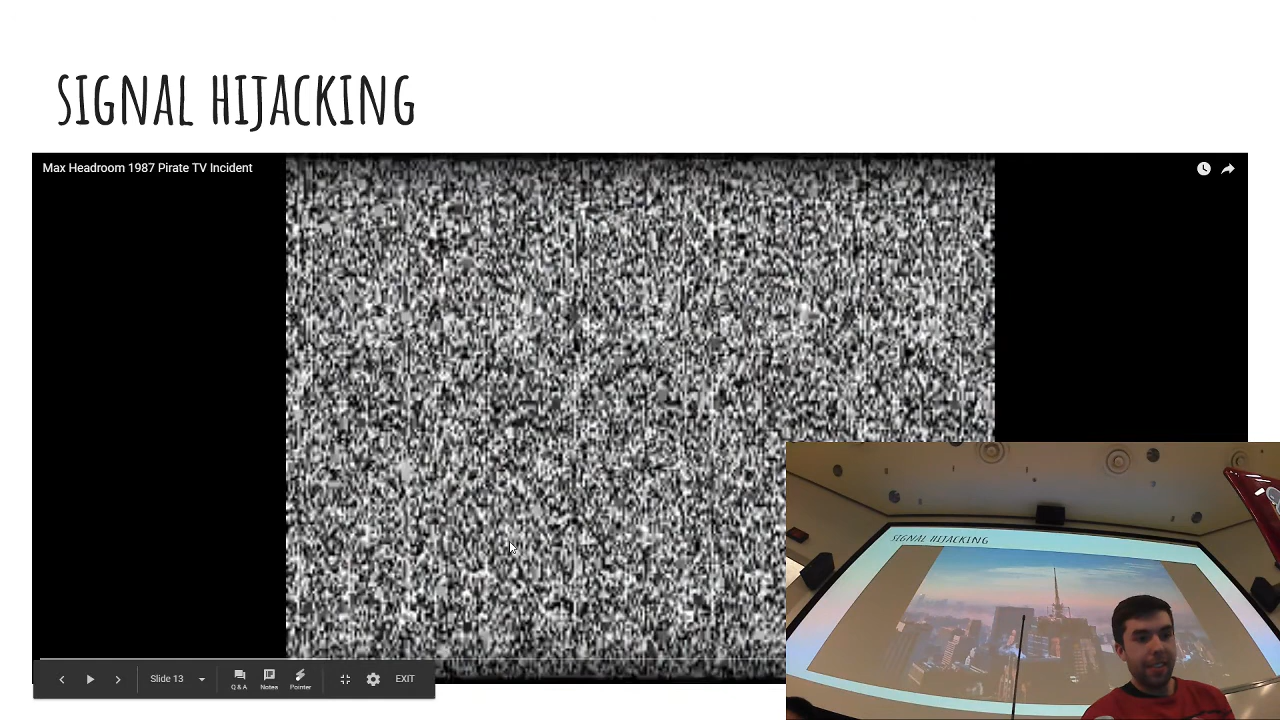 SIGNAL HIJACKING
Max Headroom 1987 Pirate TV Incident
SIGNAL HIJACKING
Slide 13
Q & A
Notes
Pointer
EXIT